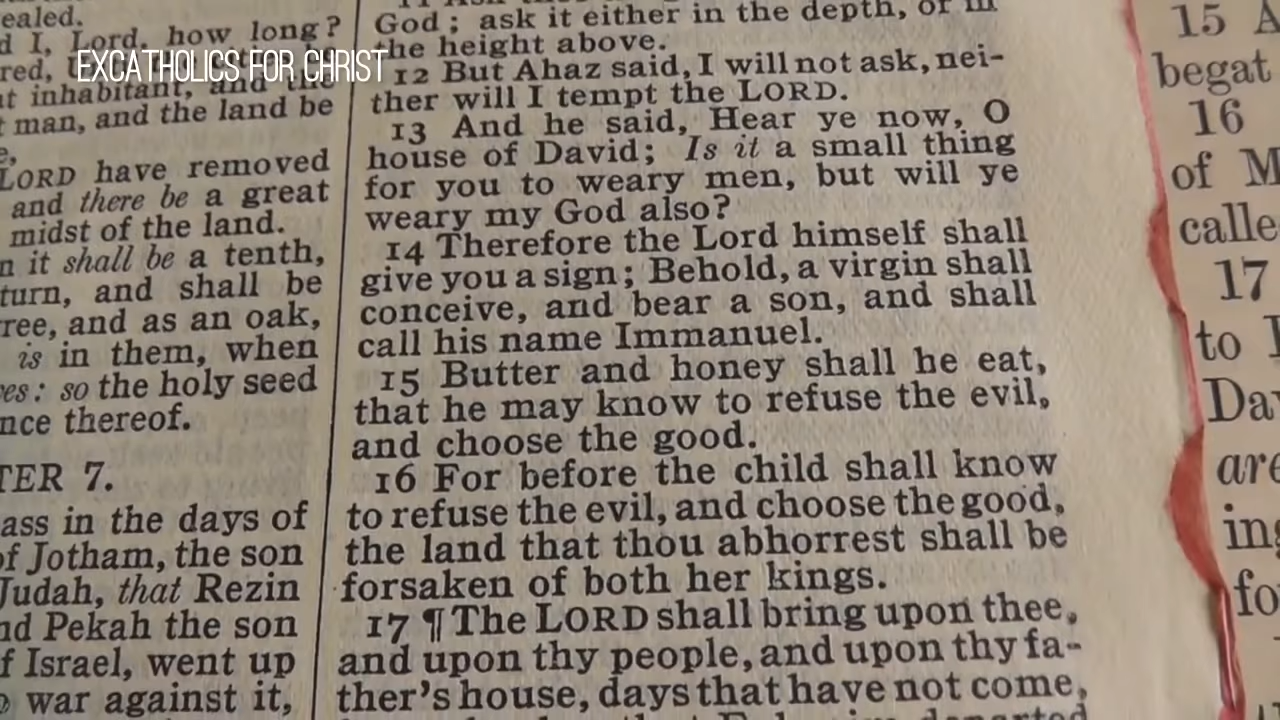 EXCATHOLICS FOR CHRIST
ealed.
d I, Lord, how long?
red,
t inhabitant, and the
t man, and the land be
e,
LORD have removed
and there be a great
midst of the land.
n it shall be a tenth,
turn, and shall be
ree, and as an oak,
is in them, when
es: so the holy seed
nce thereof.
TER 7.
ass in the days of
of Jotham, the son
Judah, that Rezin
nd Pekah the son
f Israel, went up
o war against it,
God; ask it either in the depth, or in
the height above.
12 But Ahaz said, I will not ask, nei-
ther will I tempt the LORD.
13 And he said, Hear ye now, O
house of David; Is it a small thing
for you to weary men, but will ye
weary my God also?
14 Therefore the Lord himself shall
give you a sign; Behold, a virgin shall
conceive, and bear a son, and shall
call his name Immanuel.
15 Butter and honey shall he eat,
that he may know to refuse the evil,
and choose the good.
16 For before the child shall know
to refuse the evil, and choose the good,
the land that thou abhorrest shall be
forsaken of both her kings.
17 ¶ The LORD shall bring upon thee,
and upon thy people, and upon thy fa-
ther's house, days that have not come,
15 A
begat
16
of M
calle
17
to
Da
are
ing
fo